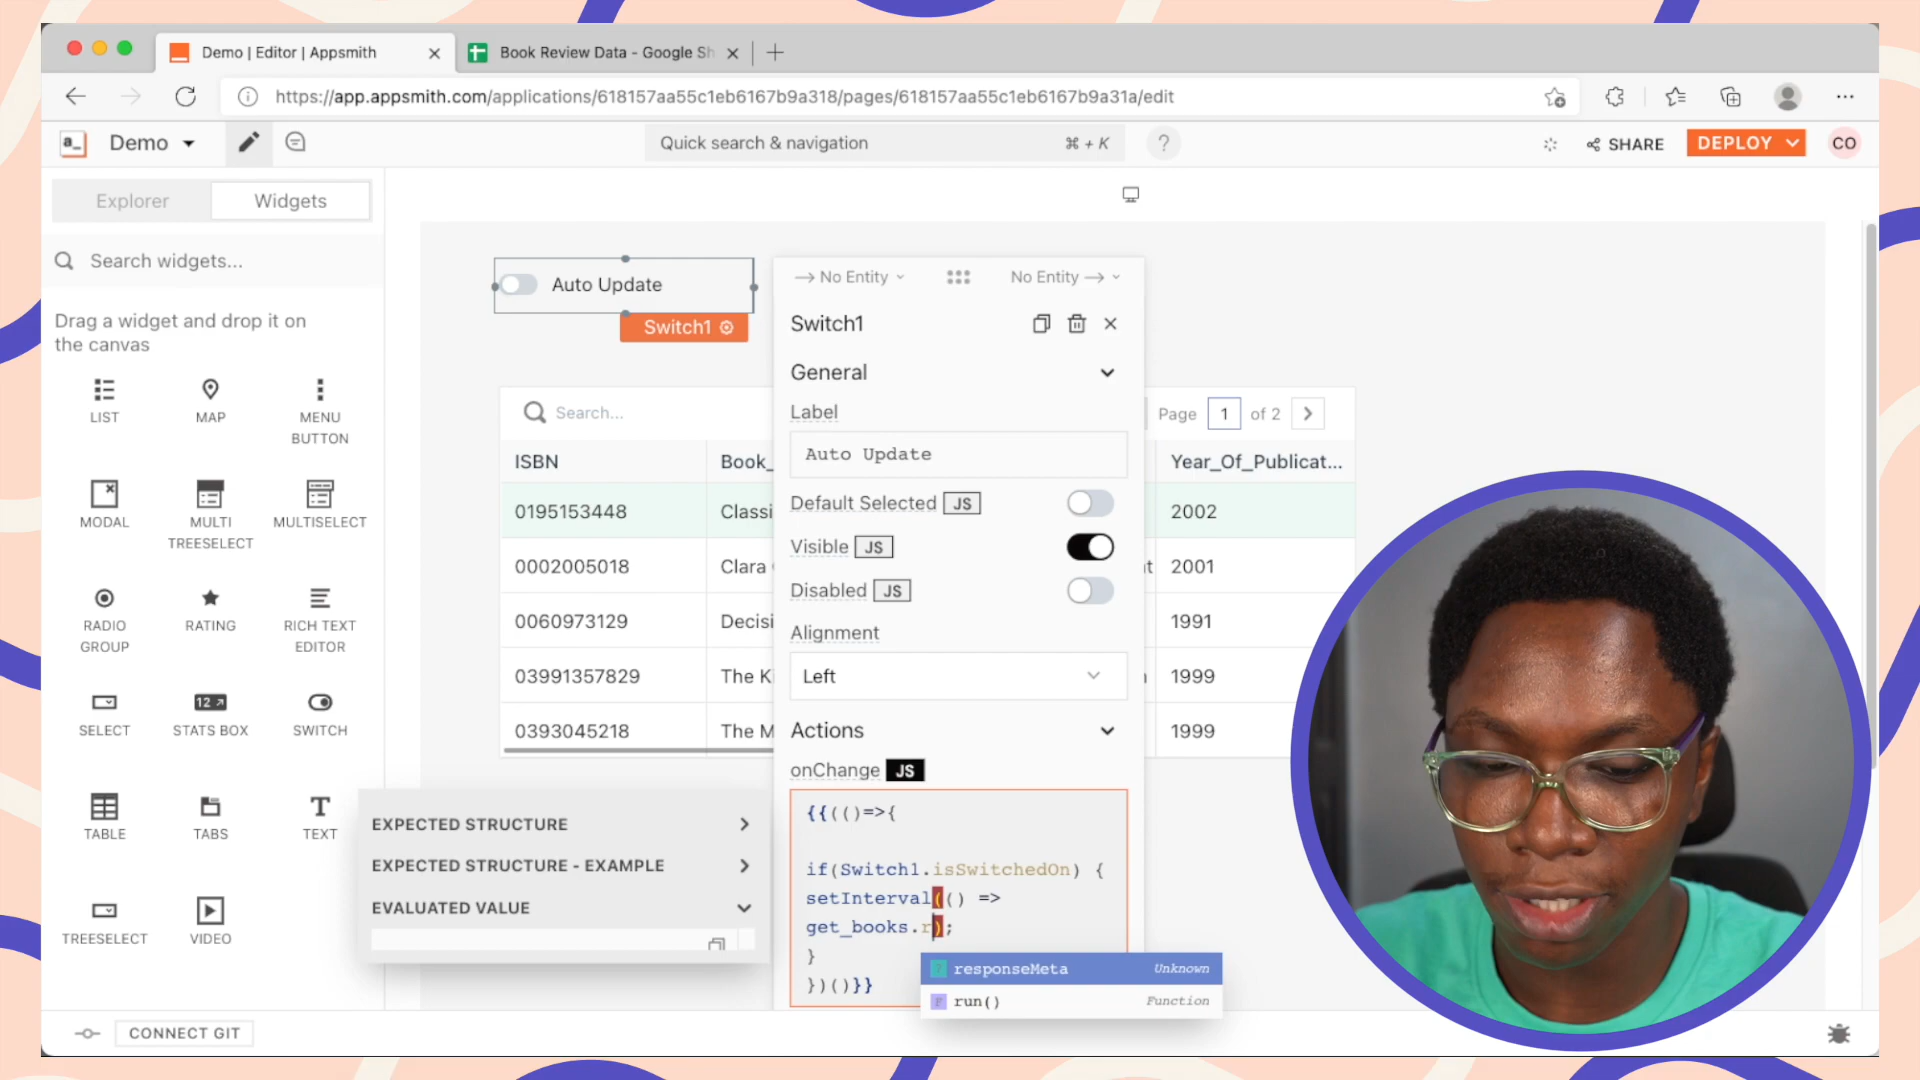 Demo | Editor | Appsmith
Book Review Data - Google Sh
https://app.appsmith.com/applications/618157aa55c1eb6167b9a318/pages/618157aa55c1eb6167b9a31a/edit
a_
Demo
Quick search & navigation
⌘ + K
?
SHARE
DEPLOY
CO
Explorer
Widgets
Search widgets...
Drag a widget and drop it on
the canvas
LIST
MAP
MENU
BUTTON
MODAL
MULTI
TREESELECT
MULTISELECT
RADIO
GROUP
RATING
RICH TEXT
EDITOR
SELECT
12
STATS BOX
SWITCH
TABLE
TABS
TEXT
TREESELECT
VIDEO
CONNECT GIT
Auto Update
Switch1
Search...
Page 1 of 2
ISBN
Book_
Year_Of_Publicat...
0195153448
Classi
2002
0002005018
Clara
t
2001
0060973129
Decisi
1991
03991357829
The Ki
1999
0393045218
The M
1999
No Entity
No Entity
Switch1
General
Label
Auto Update
Default Selected JS
Visible JS
Disabled JS
Alignment
Left
Actions
onChange JS
{{(()=>{
if(Switch1.isSwitchedOn) {
setInterval(() =>
get_books.r);
}
})()}}
responseMeta Unknown
run() Function
EXPECTED STRUCTURE
EXPECTED STRUCTURE - EXAMPLE
EVALUATED VALUE